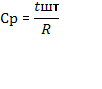 Ср = tшт / R